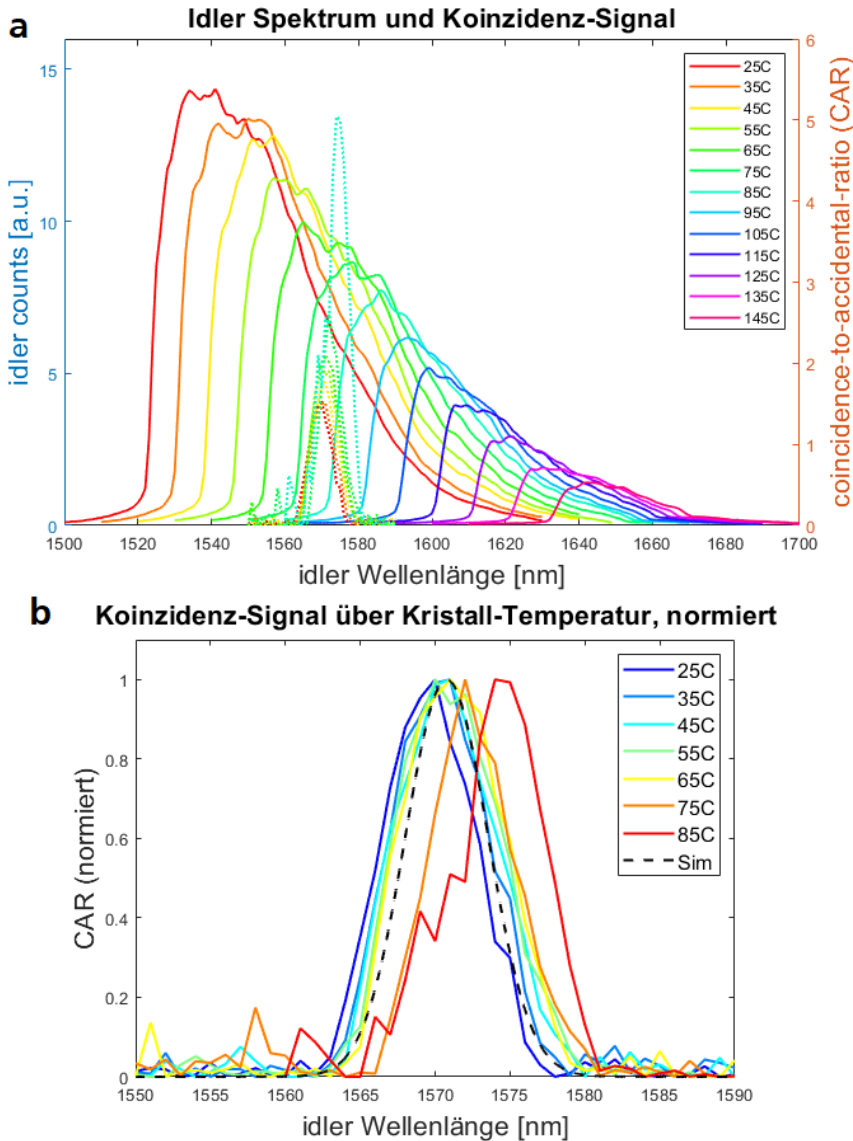 a
Idler Spektrum und Koinzidenz-Signal
15
10
5
0
idler counts [a.u.]
6
5
4
3
2
1
0
coincidence-to-accidental-ratio (CAR)
25C
35C
45C
55C
65C
75C
85C
95C
105C
115C
125C
135C
145C
1500 1520 1540 1560 1580 1600 1620 1640 1660 1680 1700
idler Wellenlänge [nm]
b
Koinzidenz-Signal über Kristall-Temperatur, normiert
1
0.8
0.6
0.4
0.2
0
CAR (normiert)
25C
35C
45C
55C
65C
75C
85C
Sim
1550 1555 1560 1565 1570 1575 1580 1585 1590
idler Wellenlänge [nm]